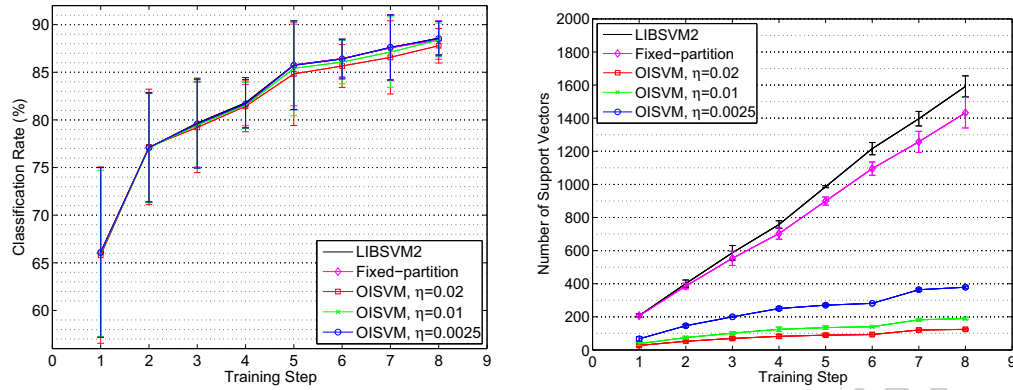 90
85
80
75
70
65
60
Classification Rate (%)
0
1
2
3
4
5
6
7
8
9
Training Step
LIBSVM2
Fixed−partition
OISVM, η=0.02
OISVM, η=0.01
OISVM, η=0.0025
2000
1800
1600
1400
1200
1000
800
600
400
200
0
Number of Support Vectors
0
1
2
3
4
5
6
7
8
9
Training Step
LIBSVM2
Fixed−partition
OISVM, η=0.02
OISVM, η=0.01
OISVM, η=0.0025